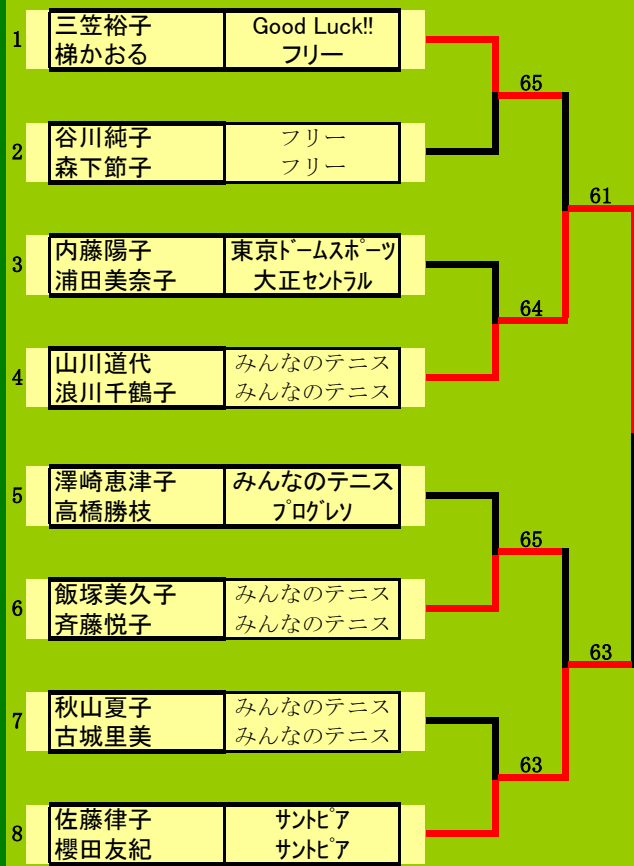 1 三笠裕子 Good Luck!!
梯かおる フリー
65
2 谷川純子 フリー
森下節子 フリー
61
3 内藤陽子 東京ﾄﾞｰﾑｽﾎﾟｰﾂ
浦田美奈子 大正ｾﾝﾄﾗﾙ
64
4 山川道代 みんなのテニス
浪川千鶴子 みんなのテニス
5 澤崎恵津子 みんなのテニス
高橋勝枝 ﾌﾟﾛｸﾞﾚｿ
65
6 飯塚美久子 みんなのテニス
斉藤悦子 みんなのテニス
63
7 秋山夏子 みんなのテニス
古城里美 みんなのテニス
63
8 佐藤律子 ｻﾝﾄﾋﾟｱ
櫻田友紀 ｻﾝﾄﾋﾟｱ